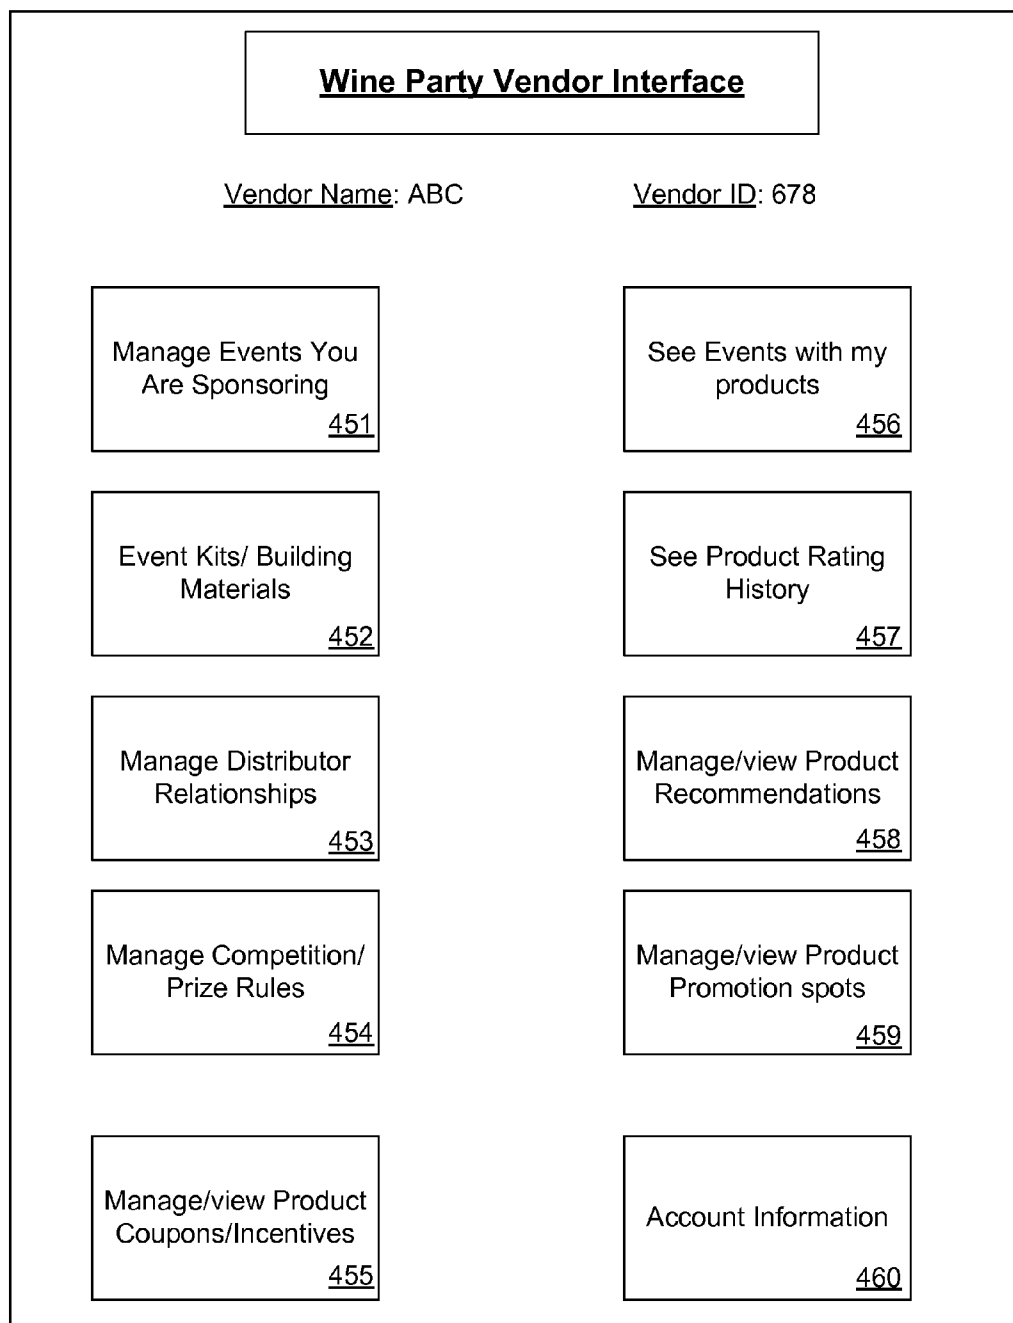 Wine Party Vendor Interface
Vendor Name: ABC
Vendor ID: 678
Manage Events You
Are Sponsoring
451
See Events with my
products
456
Event Kits/ Building
Materials
452
See Product Rating
History
457
Manage Distributor
Relationships
453
Manage/view Product
Recommendations
458
Manage Competition/
Prize Rules
454
Manage/view Product
Promotion spots
459
Manage/view Product
Coupons/Incentives
455
Account Information
460